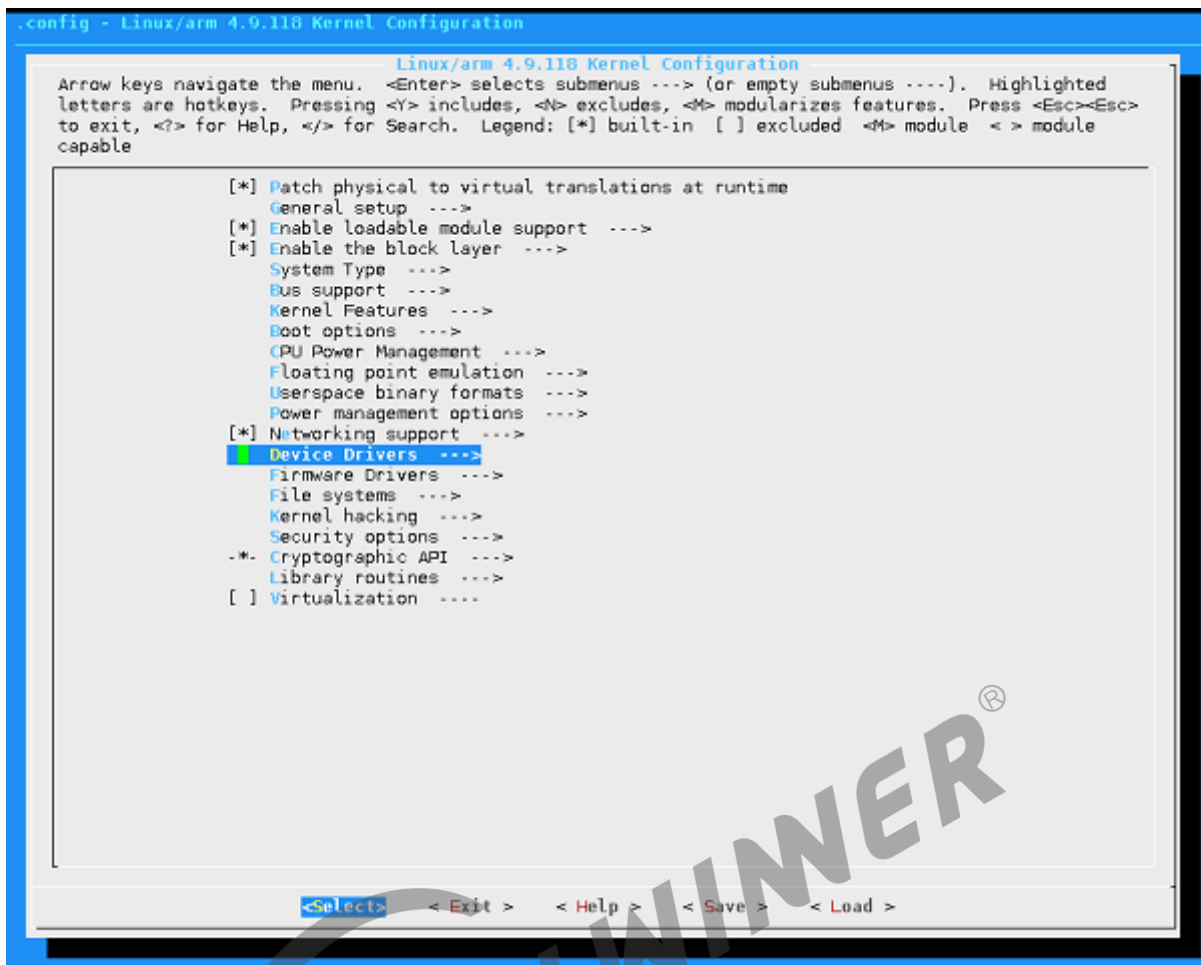 .config - Linux/arm 4.9.118 Kernel Configuration
Linux/arm 4.9.118 Kernel Configuration
Arrow keys navigate the menu.  <Enter> selects submenus ---> (or empty submenus ----).  Highlighted
letters are hotkeys.  Pressing <Y> includes, <N> excludes, <M> modularizes features.  Press <Esc><Esc>
to exit, <?> for Help, </> for Search.  Legend: [*] built-in  [ ] excluded  <M> module  < > module
capable
[*] Patch physical to virtual translations at runtime
General setup  --->
[*] Enable loadable module support  --->
[*] Enable the block layer  --->
System Type  --->
Bus support  --->
Kernel Features  --->
Boot options  --->
CPU Power Management  --->
Floating point emulation  --->
Userspace binary formats  --->
Power management options  --->
[*] Networking support  --->
Device Drivers  --->
Firmware Drivers  --->
File systems  --->
Kernel hacking  --->
Security options  --->
-*- Cryptographic API  --->
Library routines  --->
[ ] Virtualization  ----
<Select>    < Exit >    < Help >    < Save >    < Load >